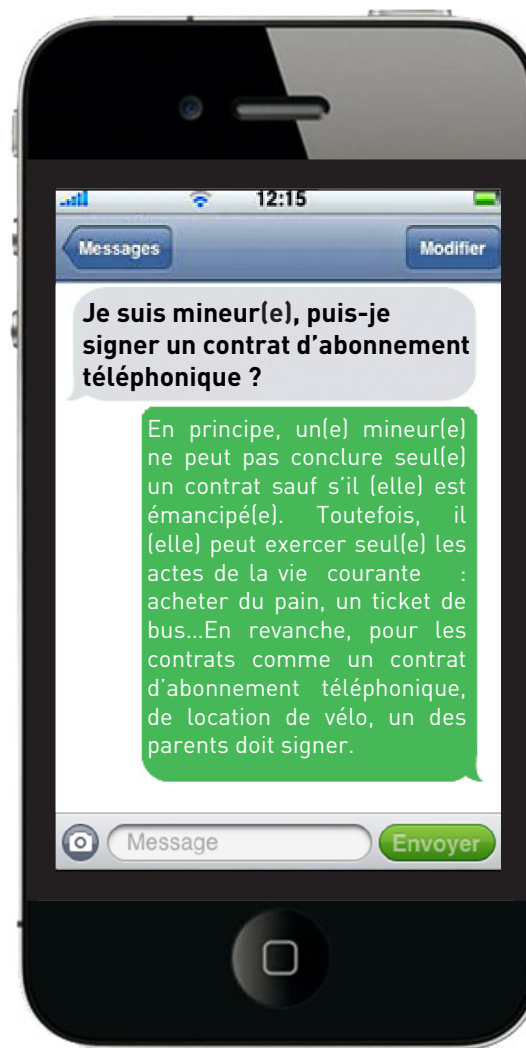 12:15
Messages
Modifier
Je suis mineur(e), puis-je
signer un contrat d’abonnement
téléphonique ?
En principe, un(e) mineur(e)
ne peut pas conclure seul(e)
un contrat sauf s’il (elle) est
émancipé(e). Toutefois, il
(elle) peut exercer seul(e) les
actes de la vie courante :
acheter du pain, un ticket de
bus...En revanche, pour les
contrats comme un contrat
d’abonnement téléphonique,
de location de vélo, un des
parents doit signer.
Message
Envoyer